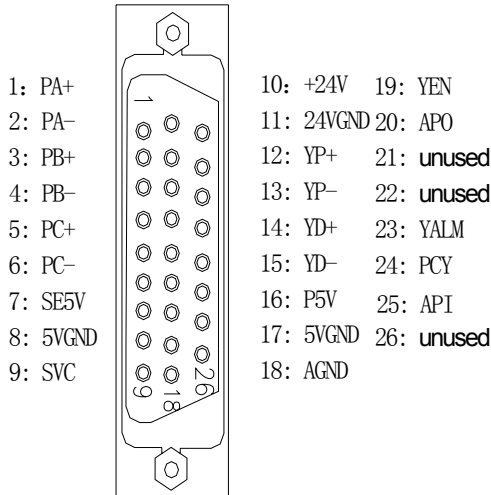 1: PA+
2: PA-
3: PB+
4: PB-
5: PC+
6: PC-
7: SE5V
8: 5VGND
9: SVC
1
9
18
26
10: +24V
11: 24VGND
12: YP+
13: YP-
14: YD+
15: YD-
16: P5V
17: 5VGND
18: AGND
19: YEN
20: APO
21: unused
22: unused
23: YALM
24: PCY
25: API
26: unused